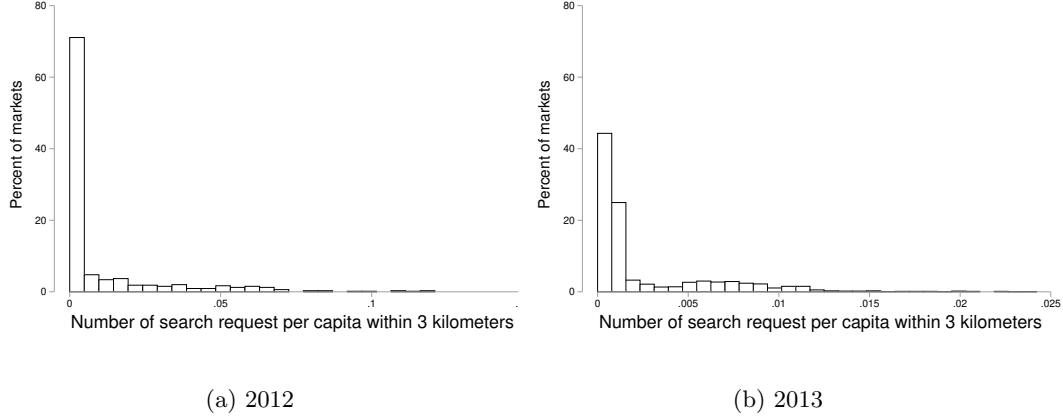 80
60
40
20
0
Percent of markets
0 .05 .1 .
Number of search request per capita within 3 kilometers
(a) 2012
80
60
40
20
0
Percent of markets
0 .005 .01 .015 .02 .025
Number of search request per capita within 3 kilometers
(b) 2013